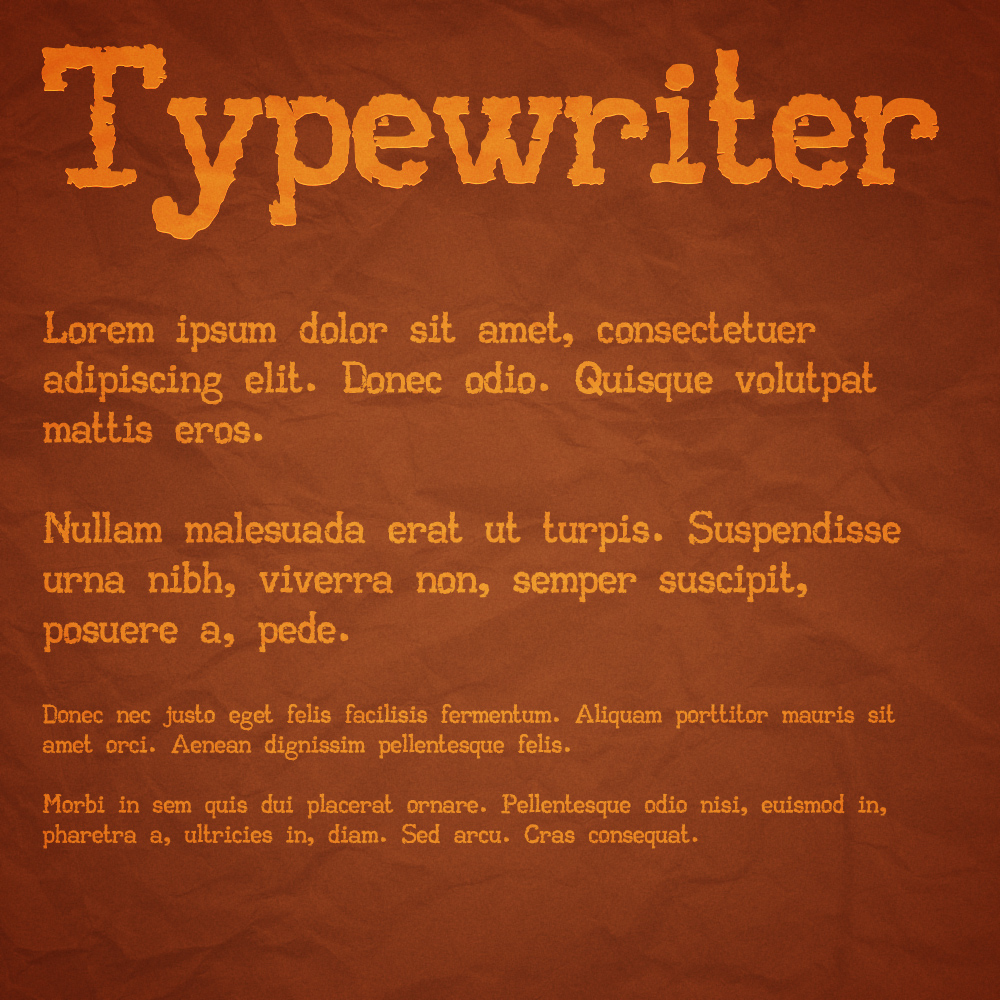 Typewriter
Lorem ipsum dolor sit amet, consectetuer
adipiscing elit. Donec odio. Quisque volutpat
mattis eros.
Nullam malesuada erat ut turpis. Suspendisse
urna nibh, viverra non, semper suscipit,
posuere a, pede.
Donec nec justo eget felis facilisis fermentum. Aliquam porttitor mauris sit
amet orci. Aenean dignissim pellentesque felis.
Morbi in sem quis dui placerat ornare. Pellentesque odio nisi, euismod in,
pharetra a, ultricies in, diam. Sed arcu. Cras consequat.